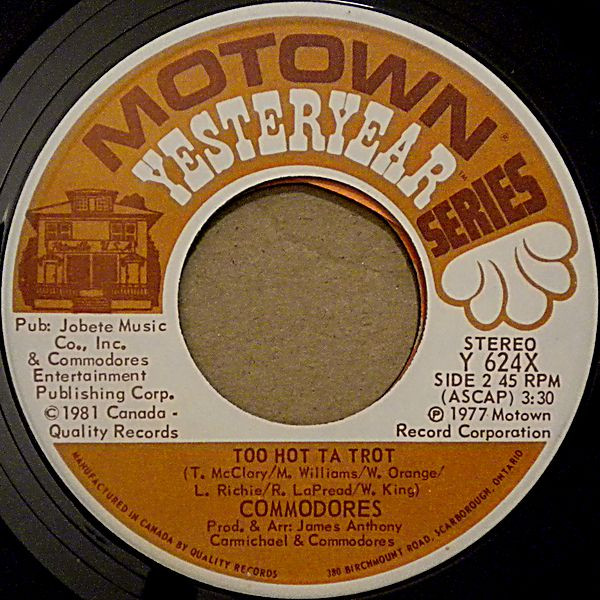 MOTOWN
YESTERYEAR
SERIES
Pub: Jobete Music
Co., Inc.
& Commodores
Entertainment
Publishing Corp.
©1981 Canada -
Quality Records
STEREO
Y 624X
SIDE 2 45 RPM
(ASCAP) 3:30
℗ 1977 Motown
Record Corporation
TOO HOT TA TROT
(T. McClary/M. Williams/W. Orange/
L. Richie/R. LaPread/W. King)
COMMODORES
Prod. & Arr: James Anthony
Carmichael & Commodores
MANUFACTURED IN CANADA BY QUALITY RECORDS 380 BIRCHMOUNT ROAD, SCARBOROUGH, ONTARIO